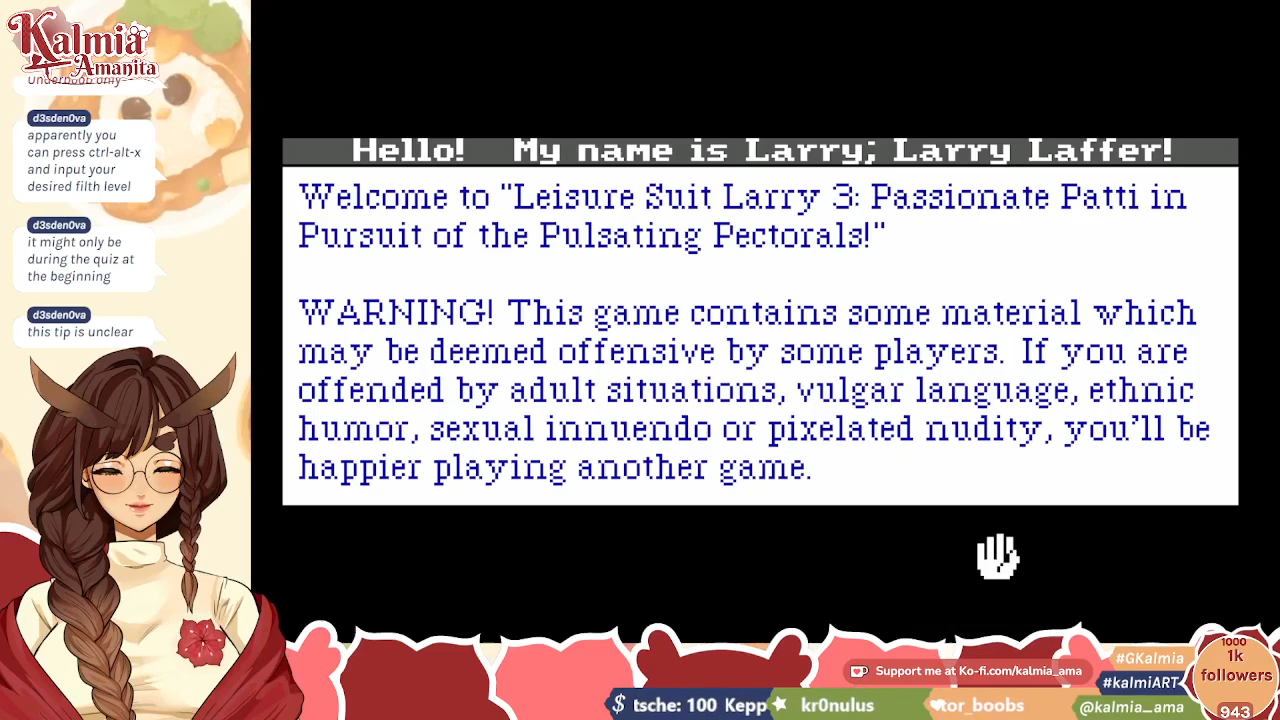 Kalmia
Amanita
Underboob only
d3sden0va
apparently you
can press ctrl-alt-x
and input your
desired filth level
d3sden0va
it might only be
during the quiz at
the beginning
d3sden0va
this tip is unclear
Hello! My name is Larry; Larry Laffer!
Welcome to "Leisure Suit Larry 3: Passionate Patti in
Pursuit of the Pulsating Pectorals!"
WARNING! This game contains some material which
may be deemed offensive by some players. If you are
offended by adult situations, vulgar language, ethnic
humor, sexual innuendo or pixelated nudity, you'll be
happier playing another game.
Support me at Ko-fi.com/kalmia_ama
$ tsche: 100 Kepp
kr0nulus
tor_boobs
#GKalmia
#kalmiART
@kalmia_ama
1000
1k
followers
943